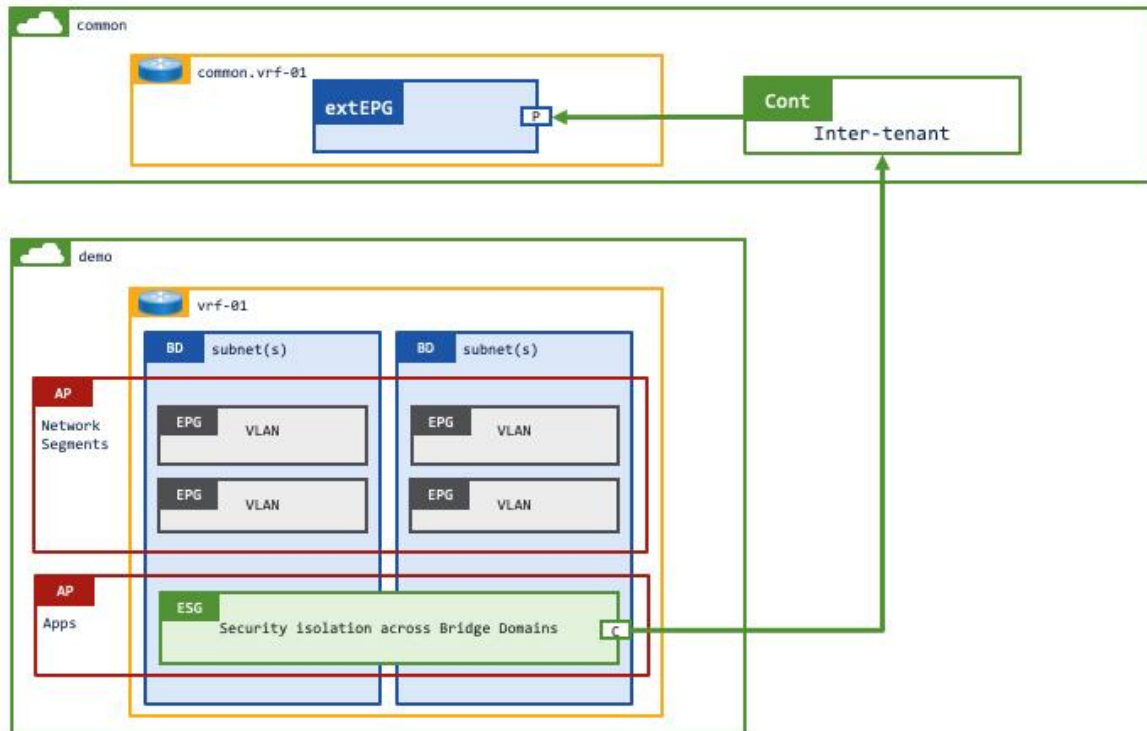 common
common.vrf-01
extEPG
P
Cont
Inter-tenant
demo
vrf-01
BD
subnet(s)
BD
subnet(s)
AP
Network
Segments
EPG
VLAN
EPG
VLAN
EPG
VLAN
EPG
VLAN
AP
Apps
ESG
Security isolation across Bridge Domains
C